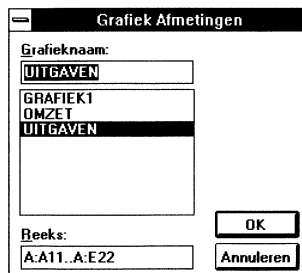 Grafiek Afmetingen
Grafieknaam:
UITGAVEN
GRAFIEK1
OMZET
UITGAVEN
Reeks:
A:A11..A:E22
OK
Annuleren